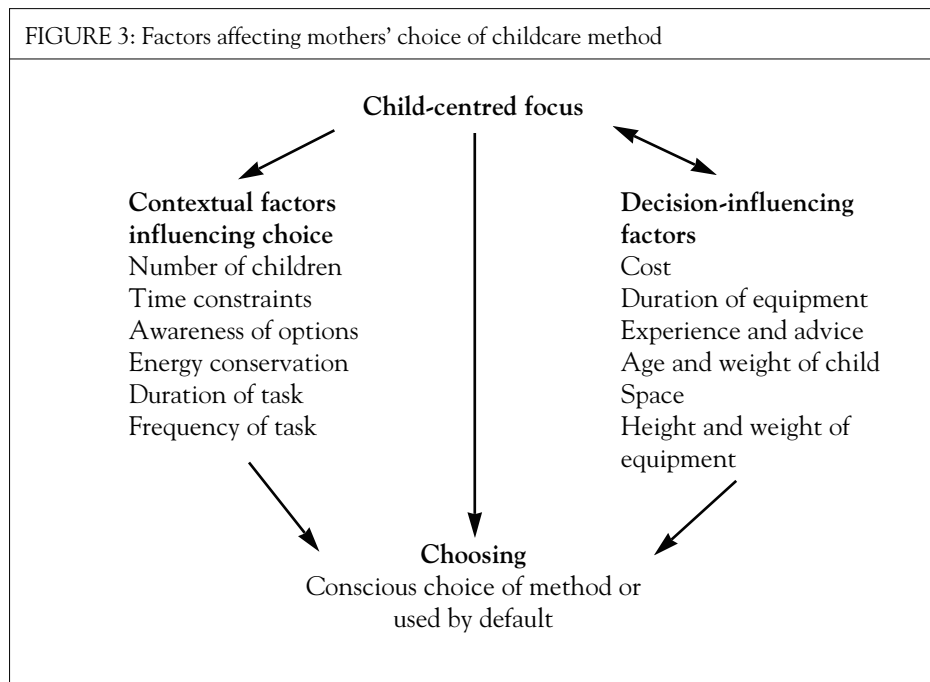 FIGURE 3: Factors affecting mothers' choice of childcare method
Child-centred focus
Contextual factors
influencing choice
Number of children
Time constraints
Awareness of options
Energy conservation
Duration of task
Frequency of task
Decision-influencing
factors
Cost
Duration of equipment
Experience and advice
Age and weight of child
Space
Height and weight of
equipment
Choosing
Conscious choice of method or
used by default